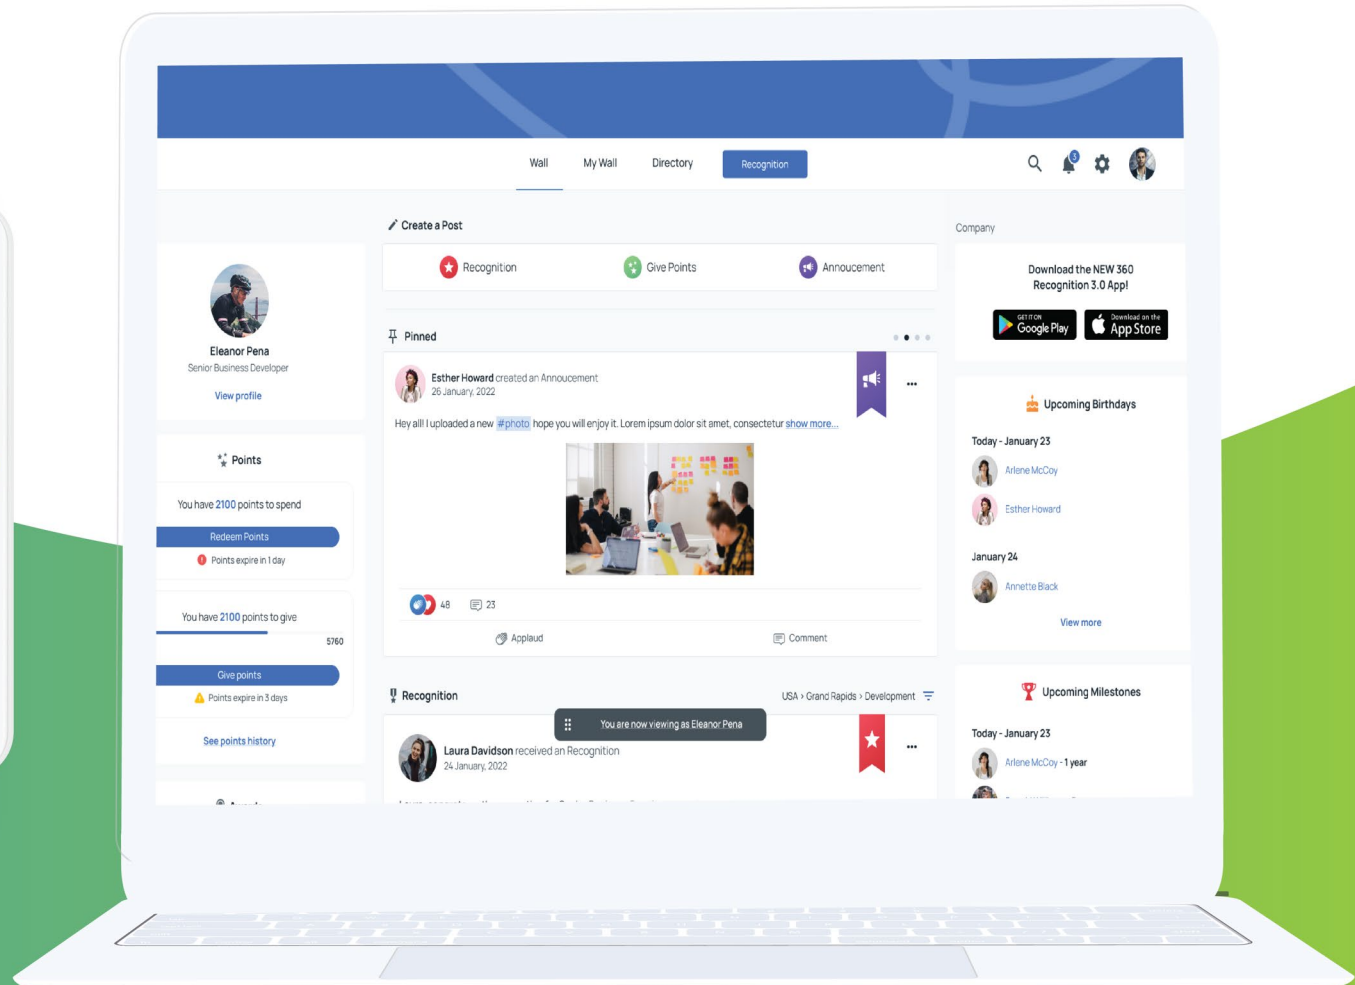 Wall
My Wall
Directory
Recognition
3
Create a Post
Recognition
Give Points
Annoucement
Eleanor Pena
Senior Business Developer
View profile
Points
You have 2100 points to spend
Redeem Points
Points expire in 1 day
You have 2100 points to give
5760
Give points
Points expire in 3 days
See points history
Pinned
Esther Howard created an Annoucement
26 January, 2022
Hey all! I uploaded a new #photo hope you will enjoy it. Lorem ipsum dolor sit amet, consectetur show more...
48
23
Applaud
Comment
Recognition
USA › Grand Rapids › Development
You are now viewing as Eleanor Pena
Laura Davidson received an Recognition
24 January, 2022
Company
Download the NEW 360
Recognition 3.0 App!
GET IT ON
Google Play
Download on the
App Store
Upcoming Birthdays
Today - January 23
Arlene McCoy
Esther Howard
January 24
Annette Black
View more
Upcoming Milestones
Today - January 23
Arlene McCoy - 1 year